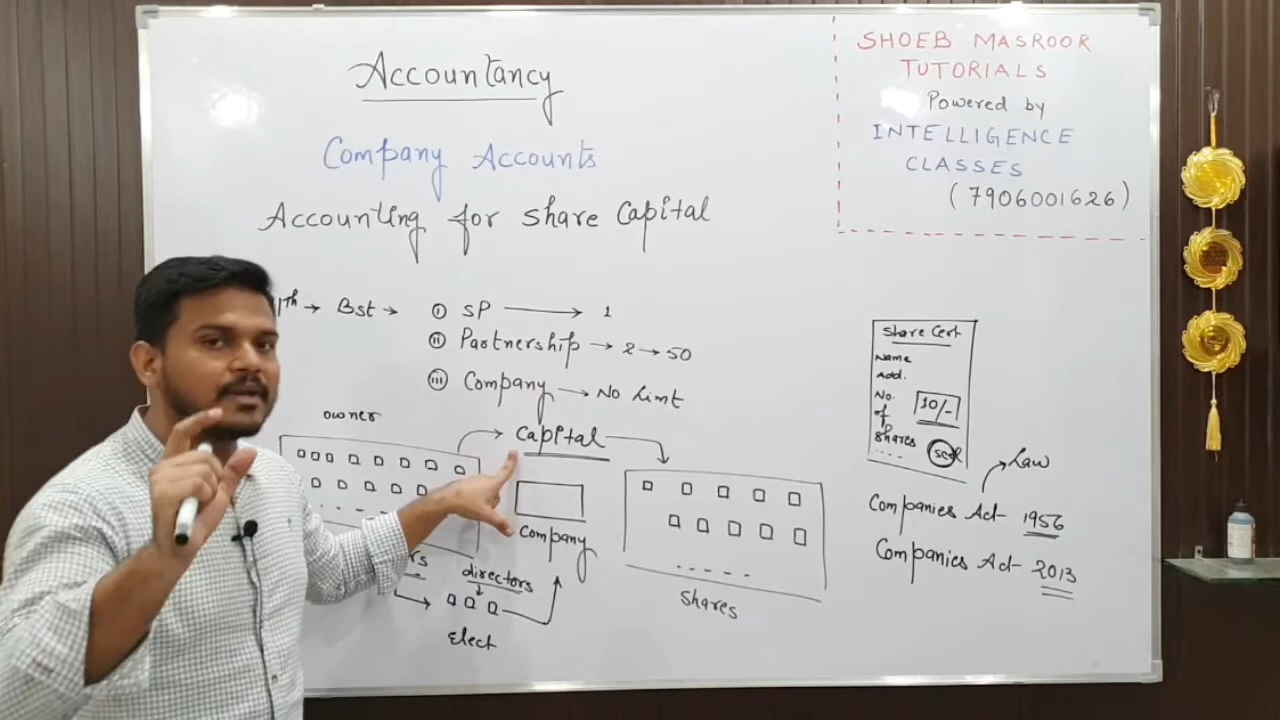 Accountancy
Company Accounts
Accounting for Share Capital
SHOEB MASROOR
TUTORIALS
Powered by
INTELLIGENCE
CLASSES
(7906001626)
→ Bst → (i) SP → 1
(ii) Partnership → 2 → 50
(iii) Company → No Limt
owner
Capital
Company
directors
Elect
Shares
Share Cert
Name
Add.
No.
of
shares
10/-
Law
Companies Act- 1956
Companies Act- 2013